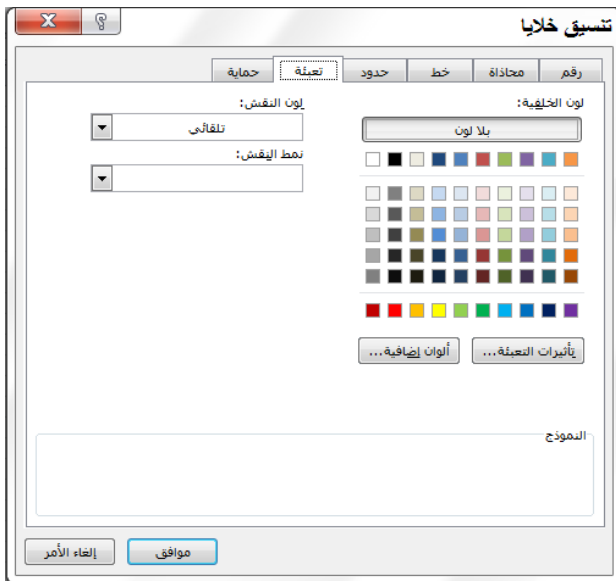 تنسيق خلايا
رقم محاذاة خط حدود تعبئة حماية
لون الخلفية: لون النقش:
بلا لون تلقائي
نمط النقش:
تأثيرات التعبئة... ألوان إضافية...
النموذج
موافق إلغاء الأمر